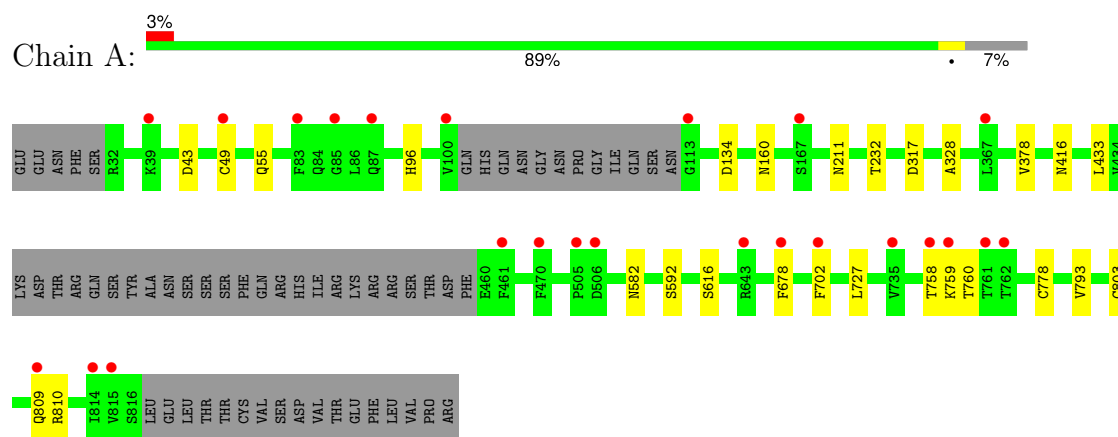 3%
Chain A:
89% • 7%
GLU GLU ASN PHE SER R32 K39 D43 C49 Q55 F83 Q84 G85 L86 Q87 H96 V100 GLN HIS GLN ASN GLY ASN PRO GLY ILE GLN SER ASN G113 D134 N160 S167 N211 T232 D317 A328 L367 V378 N416 L433 V434
LYS ASP THR ARG GLN SER TYR ALA ASN SER SER SER PHE GLN ARG HIS ILE ARG LYS ARG ARG SER THR ASP PHE E460 F461 F470 P505 D506 N582 S592 S616 R643 F678 F702 L727 V735 T758 K759 T760 T761 T762 C778 V793
Q809 R810 I814 V815 S816 LEU GLU LEU LEU THR THR CYS VAL SER ASP VAL THR GLU PHE LEU VAL PRO ARG